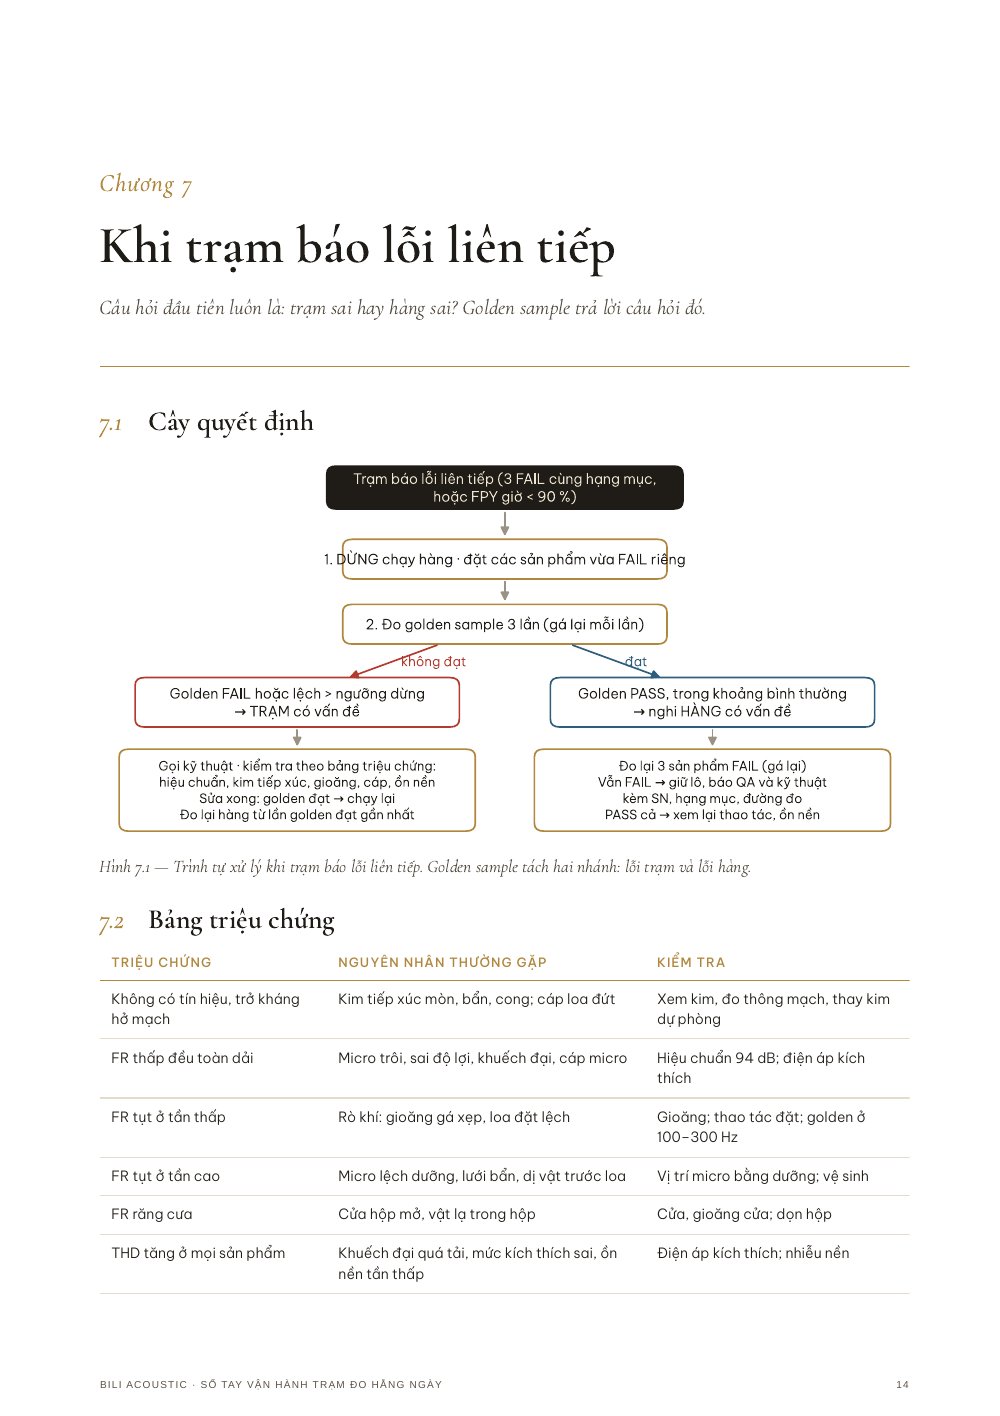 Chương 7
Khi trạm báo lỗi liên tiếp
Câu hỏi đầu tiên luôn là: trạm sai hay hàng sai? Golden sample trả lời câu hỏi đó.
7.1 Cây quyết định
Trạm báo lỗi liên tiếp (3 FAIL cùng hạng mục,
hoặc FPY giờ < 90 %)
1. DỪNG chạy hàng · đặt các sản phẩm vừa FAIL riêng
2. Đo golden sample 3 lần (gá lại mỗi lần)
không đạt
đạt
Golden FAIL hoặc lệch > ngưỡng dừng
→ TRẠM có vấn đề
Golden PASS, trong khoảng bình thường
→ nghi HÀNG có vấn đề
Gọi kỹ thuật · kiểm tra theo bảng triệu chứng:
hiệu chuẩn, kim tiếp xúc, gioăng, cáp, ồn nền
Sửa xong: golden đạt → chạy lại
Đo lại hàng từ lần golden đạt gần nhất
Đo lại 3 sản phẩm FAIL (gá lại)
Vẫn FAIL → giữ lô, báo QA và kỹ thuật
kèm SN, hạng mục, đường đo
PASS cả → xem lại thao tác, ồn nền
Hình 7.1 — Trình tự xử lý khi trạm báo lỗi liên tiếp. Golden sample tách hai nhánh: lỗi trạm và lỗi hàng.
7.2 Bảng triệu chứng
TRIỆU CHỨNG NGUYÊN NHÂN THƯỜNG GẶP KIỂM TRA
Không có tín hiệu, trở kháng Kim tiếp xúc mòn, bẩn, cong; cáp loa đứt Xem kim, đo thông mạch, thay kim
hở mạch dự phòng
FR thấp đều toàn dải Micro trôi, sai độ lợi, khuếch đại, cáp micro Hiệu chuẩn 94 dB; điện áp kích
thích
FR tụt ở tần thấp Rò khí: gioăng gá xẹp, loa đặt lệch Gioăng; thao tác đặt; golden ở
100–300 Hz
FR tụt ở tần cao Micro lệch dưỡng, lưới bẩn, dị vật trước loa Vị trí micro bằng dưỡng; vệ sinh
FR răng cưa Cửa hộp mở, vật lạ trong hộp Cửa, gioăng cửa; dọn hộp
THD tăng ở mọi sản phẩm Khuếch đại quá tải, mức kích thích sai, ồn Điện áp kích thích; nhiễu nền
nền tần thấp
BILI ACOUSTIC · SỔ TAY VẬN HÀNH TRẠM ĐO HẰNG NGÀY 14